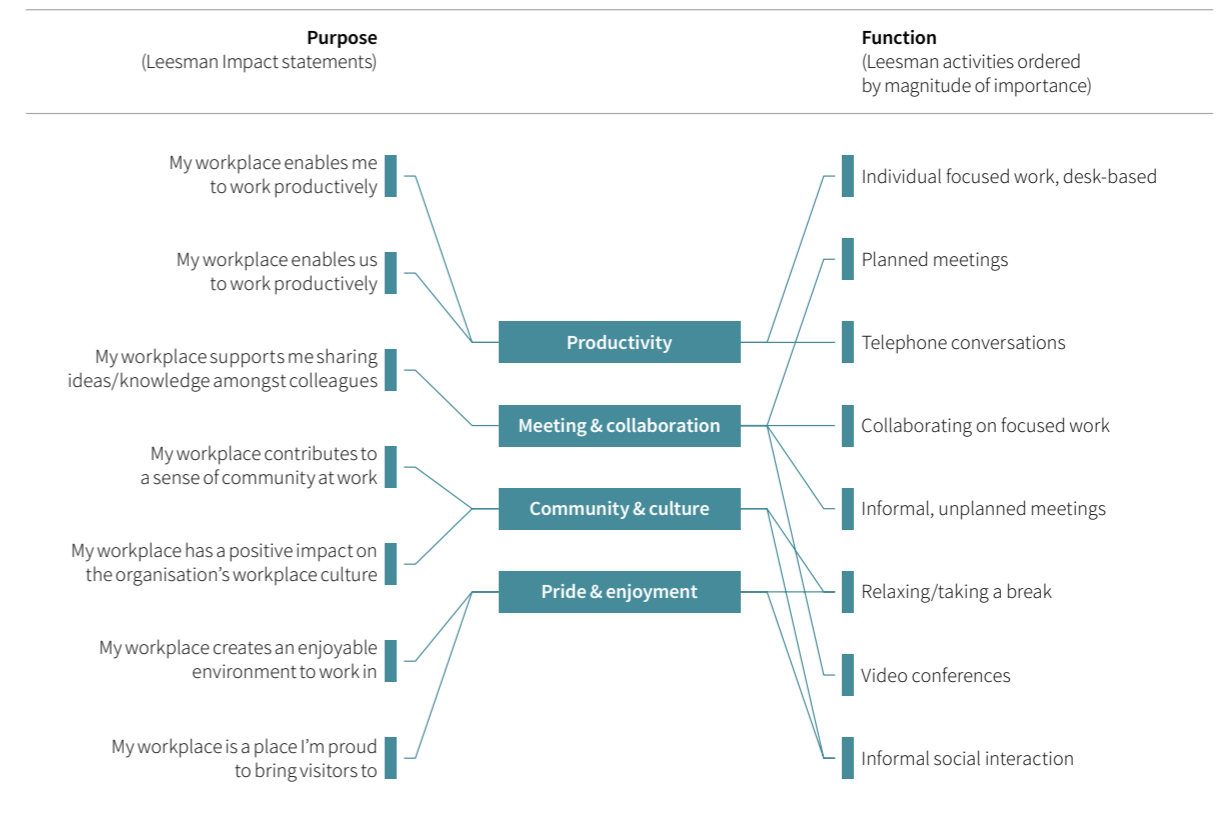 Purpose
(Leesman Impact statements)
Function
(Leesman activities ordered
by magnitude of importance)
My workplace enables me
to work productively
My workplace enables us
to work productively
My workplace supports me sharing
ideas/knowledge amongst colleagues
My workplace contributes to
a sense of community at work
My workplace has a positive impact on
the organisation's workplace culture
My workplace creates an enjoyable
environment to work in
My workplace is a place I'm proud
to bring visitors to
Productivity
Meeting & collaboration
Community & culture
Pride & enjoyment
Individual focused work, desk-based
Planned meetings
Telephone conversations
Collaborating on focused work
Informal, unplanned meetings
Relaxing/taking a break
Video conferences
Informal social interaction